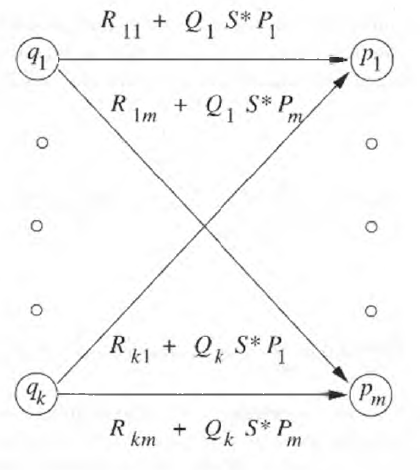 R₁₁ + Q₁ S* P₁
q₁ p₁
R₁ₘ + Q₁ S* Pₘ
Rₖ₁ + Qₖ S* P₁
qₖ pₘ
Rₖₘ + Qₖ S* Pₘ